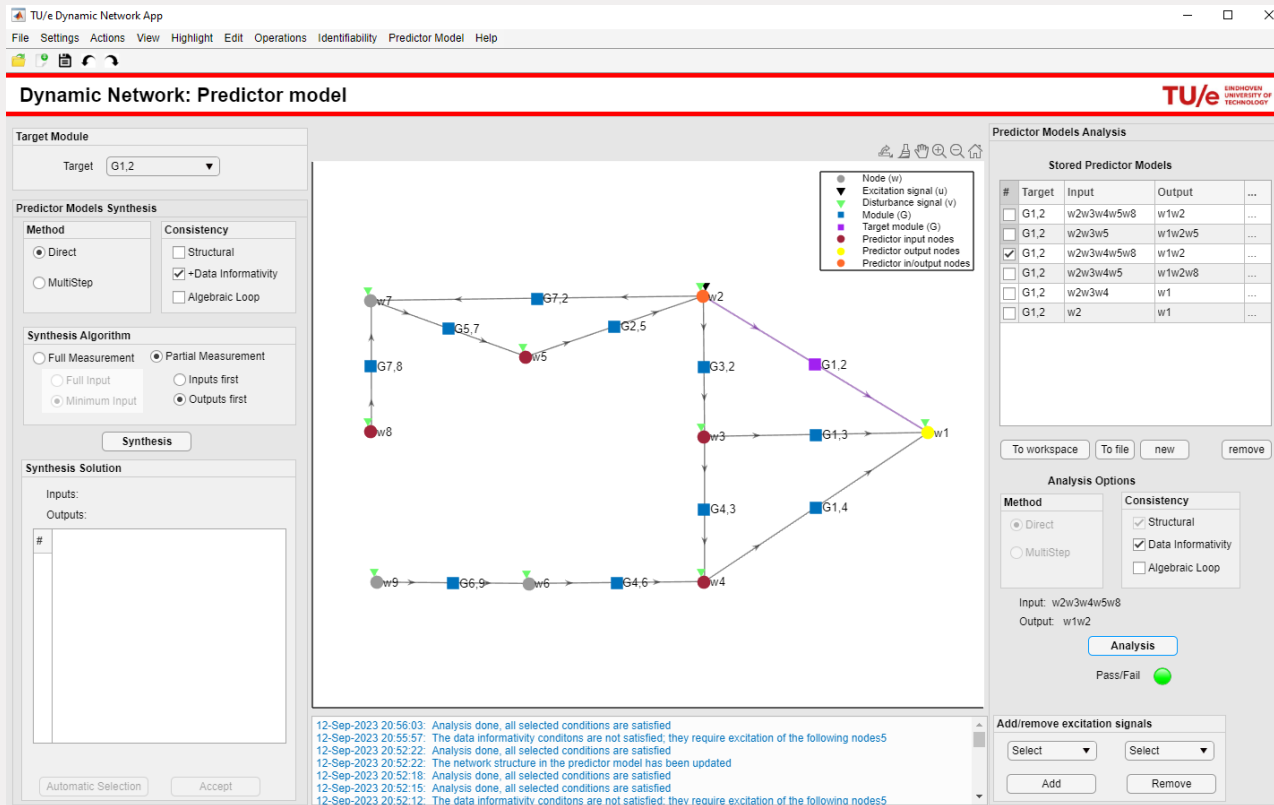 TU/e Dynamic Network App
File Settings Actions View Highlight Edit Operations Identifiability Predictor Model Help
Dynamic Network: Predictor model
TU/e EINDHOVEN UNIVERSITY OF TECHNOLOGY
Target Module
Target G1,2
Predictor Models Synthesis
Method
Direct
MultiStep
Consistency
Structural
+Data Informativity
Algebraic Loop
Synthesis Algorithm
Full Measurement Partial Measurement
Full Input Inputs first
Minimum Input Outputs first
Synthesis
Synthesis Solution
Inputs:
Outputs:
#
Automatic Selection Accept
Node (w)
Excitation signal (u)
Disturbance signal (v)
Module (G)
Target module (G)
Predictor input nodes
Predictor output nodes
Predictor in/output nodes
w7 G7,2 w2
G5,7 G2,5
w5
G7,8 G3,2 G1,2
w8 w3 G1,3 w1
G4,3 G1,4
w9 G6,9 w6 G4,6 w4
12-Sep-2023 20:56:03: Analysis done, all selected conditions are satisfied
12-Sep-2023 20:55:57: The data informativity conditons are not satisfied; they require excitation of the following nodes5
12-Sep-2023 20:52:22: Analysis done, all selected conditions are satisfied
12-Sep-2023 20:52:22: The network structure in the predictor model has been updated
12-Sep-2023 20:52:18: Analysis done, all selected conditions are satisfied
12-Sep-2023 20:52:15: Analysis done, all selected conditions are satisfied
12-Sep-2023 20:52:12: The data informativity conditons are not satisfied; they require excitation of the following nodes5
Predictor Models Analysis
Stored Predictor Models
# Target Input Output ...
G1,2 w2w3w4w5w8 w1w2 ...
G1,2 w2w3w5 w1w2w5 ...
G1,2 w2w3w4w5w8 w1w2 ...
G1,2 w2w3w4w5 w1w2w8 ...
G1,2 w2w3w4 w1 ...
G1,2 w2 w1 ...
To workspace To file new remove
Analysis Options
Method
Direct
MultiStep
Consistency
Structural
Data Informativity
Algebraic Loop
Input: w2w3w4w5w8
Output: w1w2
Analysis
Pass/Fail
Add/remove excitation signals
Select Select
Add Remove